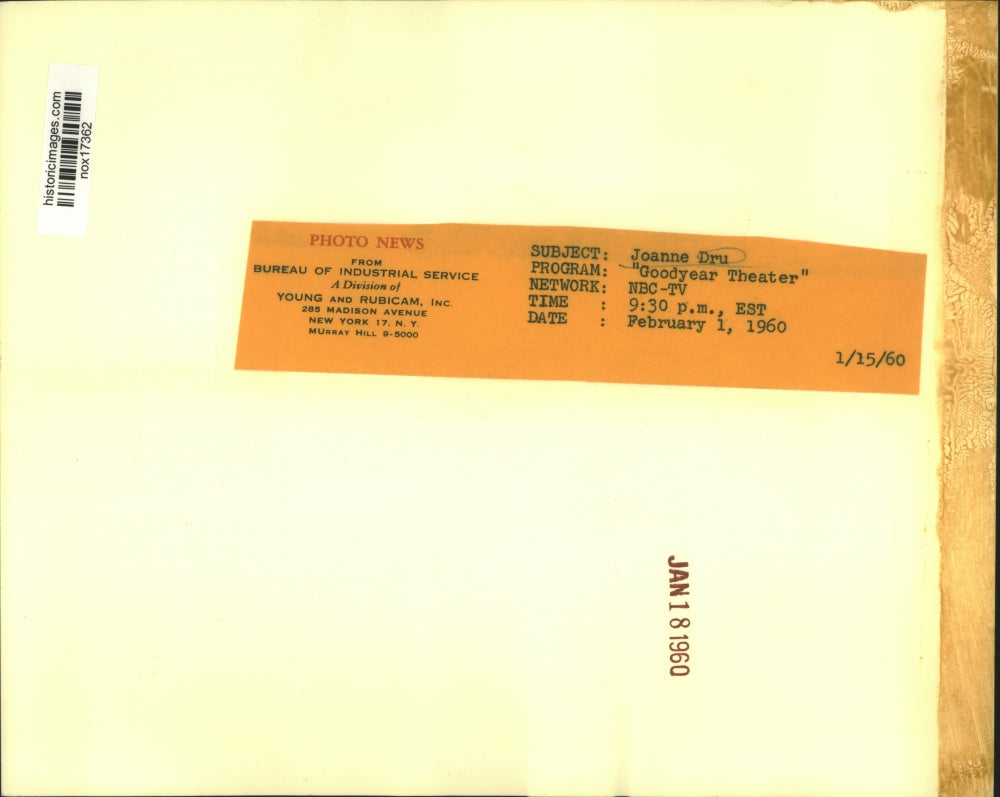 historicimages.com
nox17362
PHOTO NEWS
FROM
BUREAU OF INDUSTRIAL SERVICE
A Division of
YOUNG AND RUBICAM, INC.
285 MADISON AVENUE
NEW YORK 17, N. Y.
MURRAY HILL 9-5000
SUBJECT: Joanne Dru
PROGRAM: "Goodyear Theater"
NETWORK: NBC-TV
TIME : 9:30 p.m., EST
DATE : February 1, 1960
1/15/60
JAN 18 1960